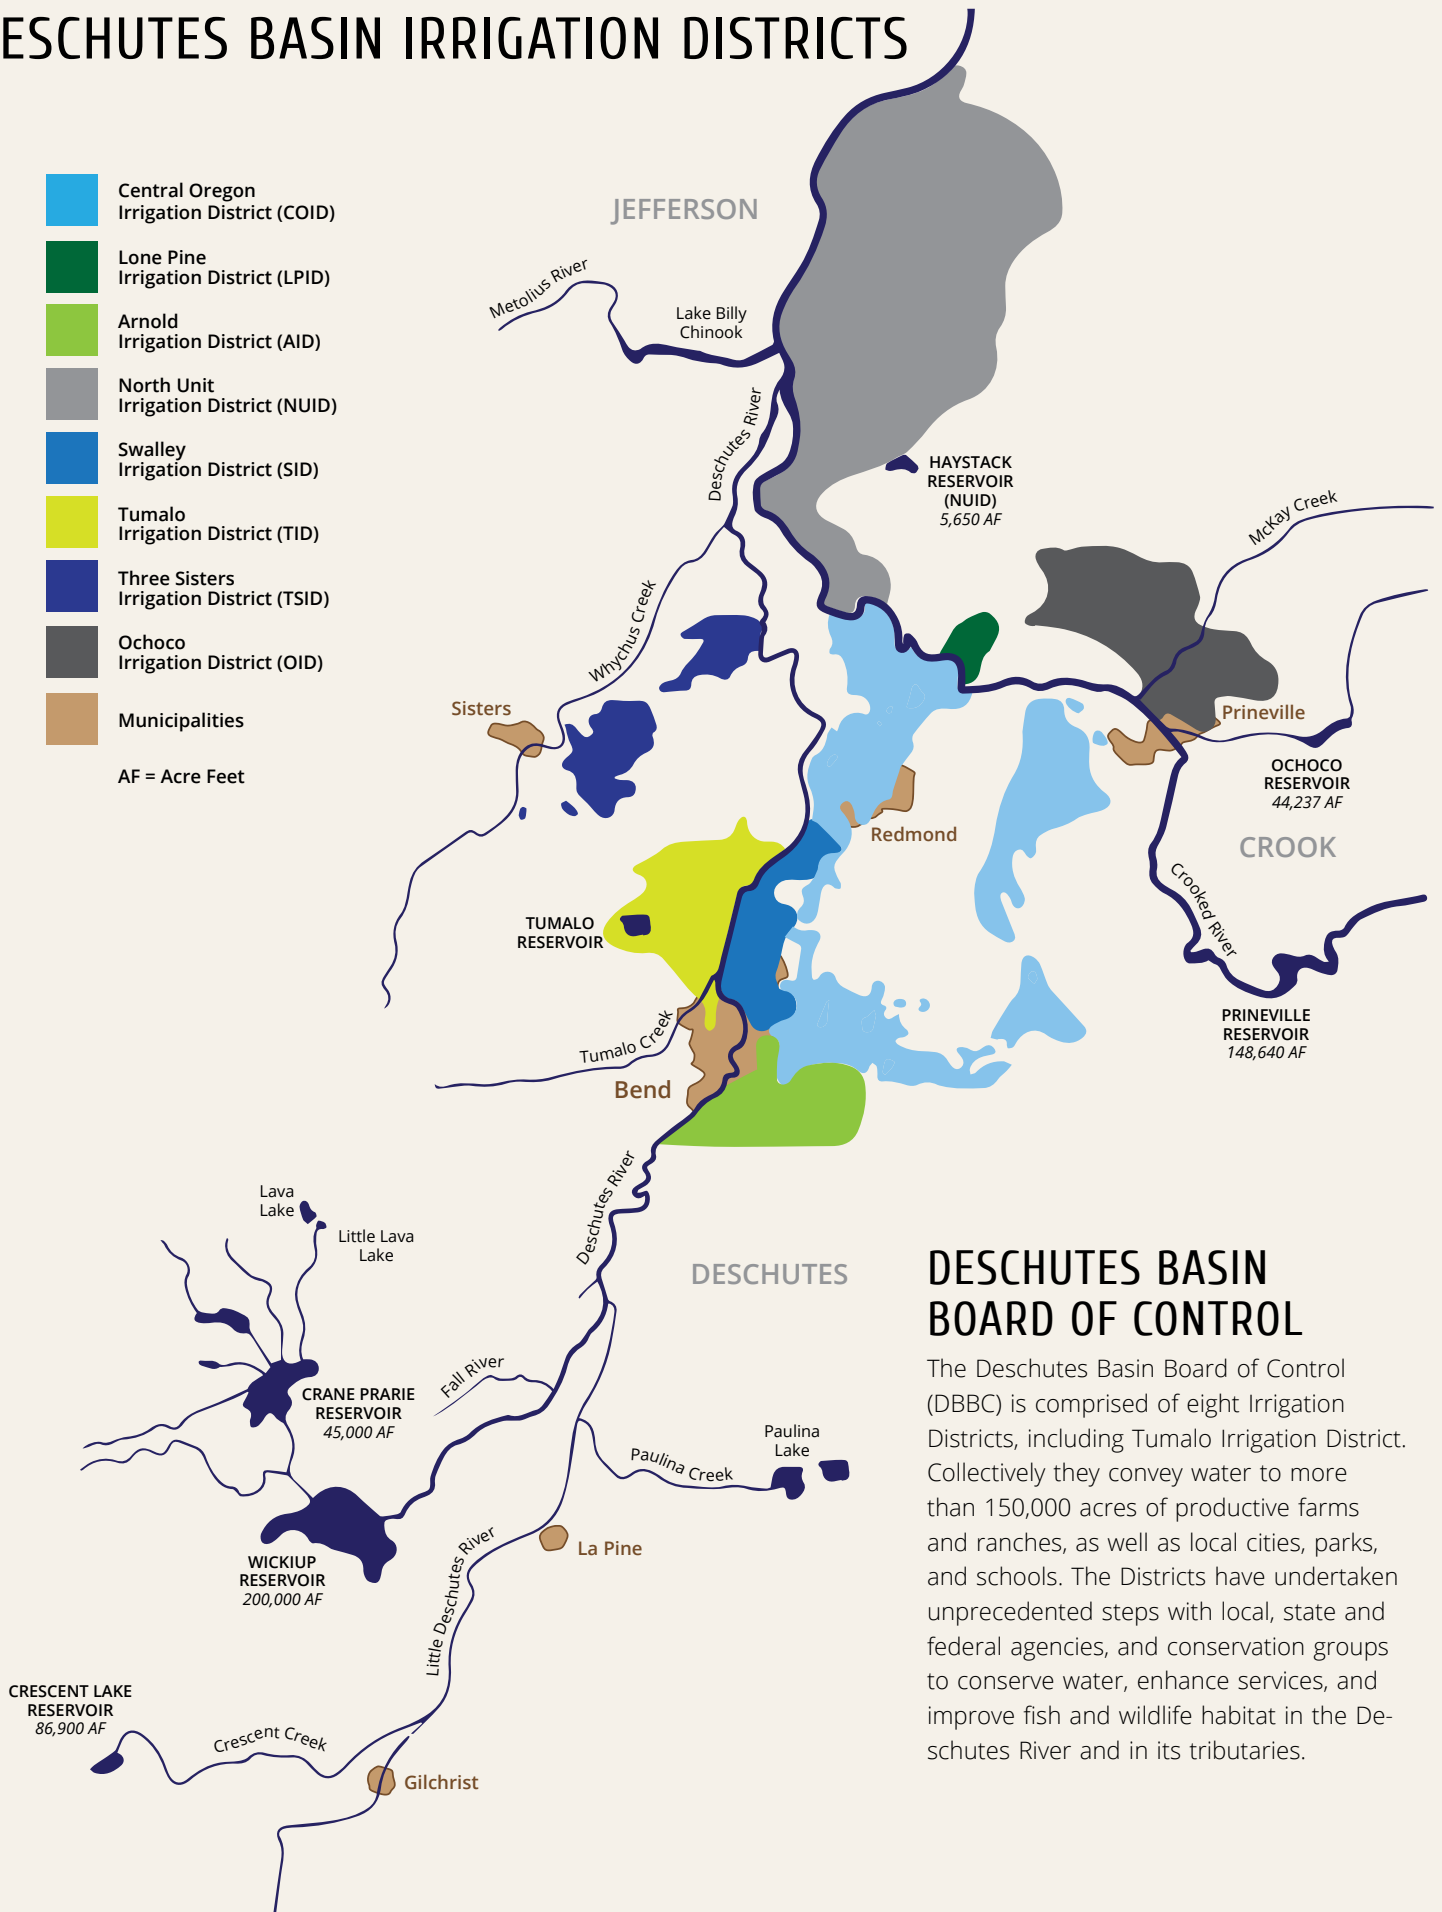 ESCHUTES BASIN IRRIGATION DISTRICTS
Central Oregon
Irrigation District (COID)
Lone Pine
Irrigation District (LPID)
Arnold
Irrigation District (AID)
North Unit
Irrigation District (NUID)
Swalley
Irrigation District (SID)
Tumalo
Irrigation District (TID)
Three Sisters
Irrigation District (TSID)
Ochoco
Irrigation District (OID)
Municipalities
AF = Acre Feet
JEFFERSON
Metolius River
Lake Billy
Chinook
Deschutes River
HAYSTACK
RESERVOIR
(NUID)
5,650 AF
McKay Creek
Whychus Creek
Sisters
Prineville
OCHOCO
RESERVOIR
44,237 AF
Redmond
CROOK
Crooked River
TUMALO
RESERVOIR
PRINEVILLE
RESERVOIR
148,640 AF
Tumalo Creek
Bend
Deschutes River
Lava
Lake
Little Lava
Lake
DESCHUTES
CRANE PRARIE
RESERVOIR
45,000 AF
Fall River
Paulina
Lake
Paulina Creek
WICKIUP
RESERVOIR
200,000 AF
La Pine
Little Deschutes River
CRESCENT LAKE
RESERVOIR
86,900 AF
Crescent Creek
Gilchrist
DESCHUTES BASIN
BOARD OF CONTROL
The Deschutes Basin Board of Control
(DBBC) is comprised of eight Irrigation
Districts, including Tumalo Irrigation District.
Collectively they convey water to more
than 150,000 acres of productive farms
and ranches, as well as local cities, parks,
and schools. The Districts have undertaken
unprecedented steps with local, state and
federal agencies, and conservation groups
to conserve water, enhance services, and
improve fish and wildlife habitat in the De-
schutes River and in its tributaries.